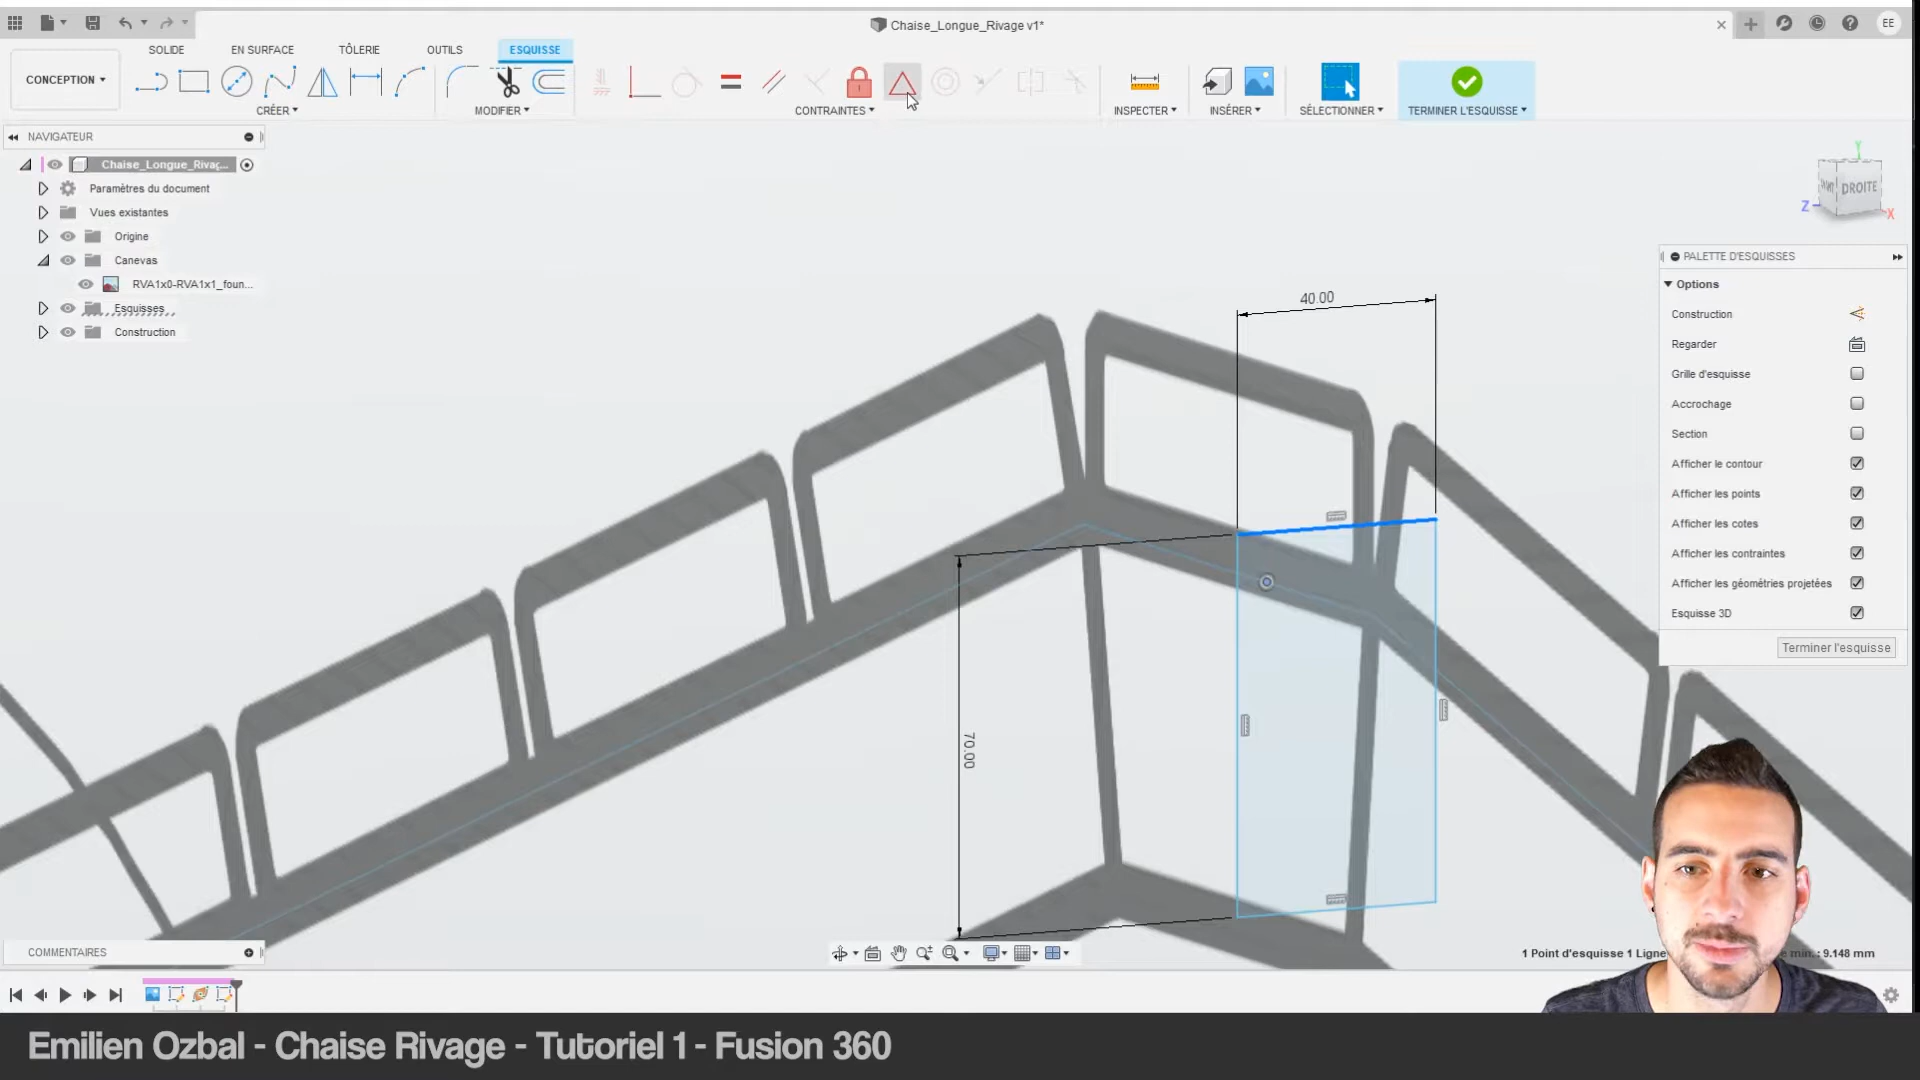 Chaise_Longue_Rivage v1*
EE
CONCEPTION
SOLIDE
EN SURFACE
TÔLERIE
OUTILS
ESQUISSE
CRÉER
MODIFIER
CONTRAINTES
INSPECTER
INSÉRER
SÉLECTIONNER
TERMINER L'ESQUISSE
NAVIGATEUR
Chaise_Longue_Rivag...
Paramètres du document
Vues existantes
Origine
Canevas
RVA1x0-RVA1x1_foun...
Esquisses
Construction
Y
DROITE
Z
X
PALETTE D'ESQUISSES
Options
Construction
Regarder
Grille d'esquisse
Accrochage
Section
Afficher le contour
Afficher les points
Afficher les cotes
Afficher les contraintes
Afficher les géométries projetées
Esquisse 3D
Terminer l'esquisse
40.00
70.00
COMMENTAIRES
1 Point d'esquisse 1 Ligne
min. : 9.148 mm
Emilien Ozbal - Chaise Rivage - Tutoriel 1 - Fusion 360